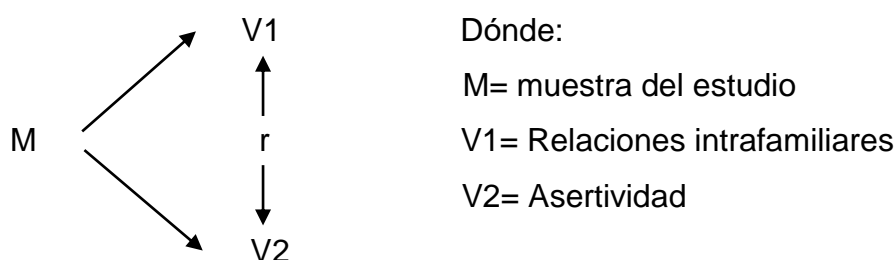 V1 Dónde:
M= muestra del estudio
M r V1= Relaciones intrafamiliares
V2= Asertividad
V2